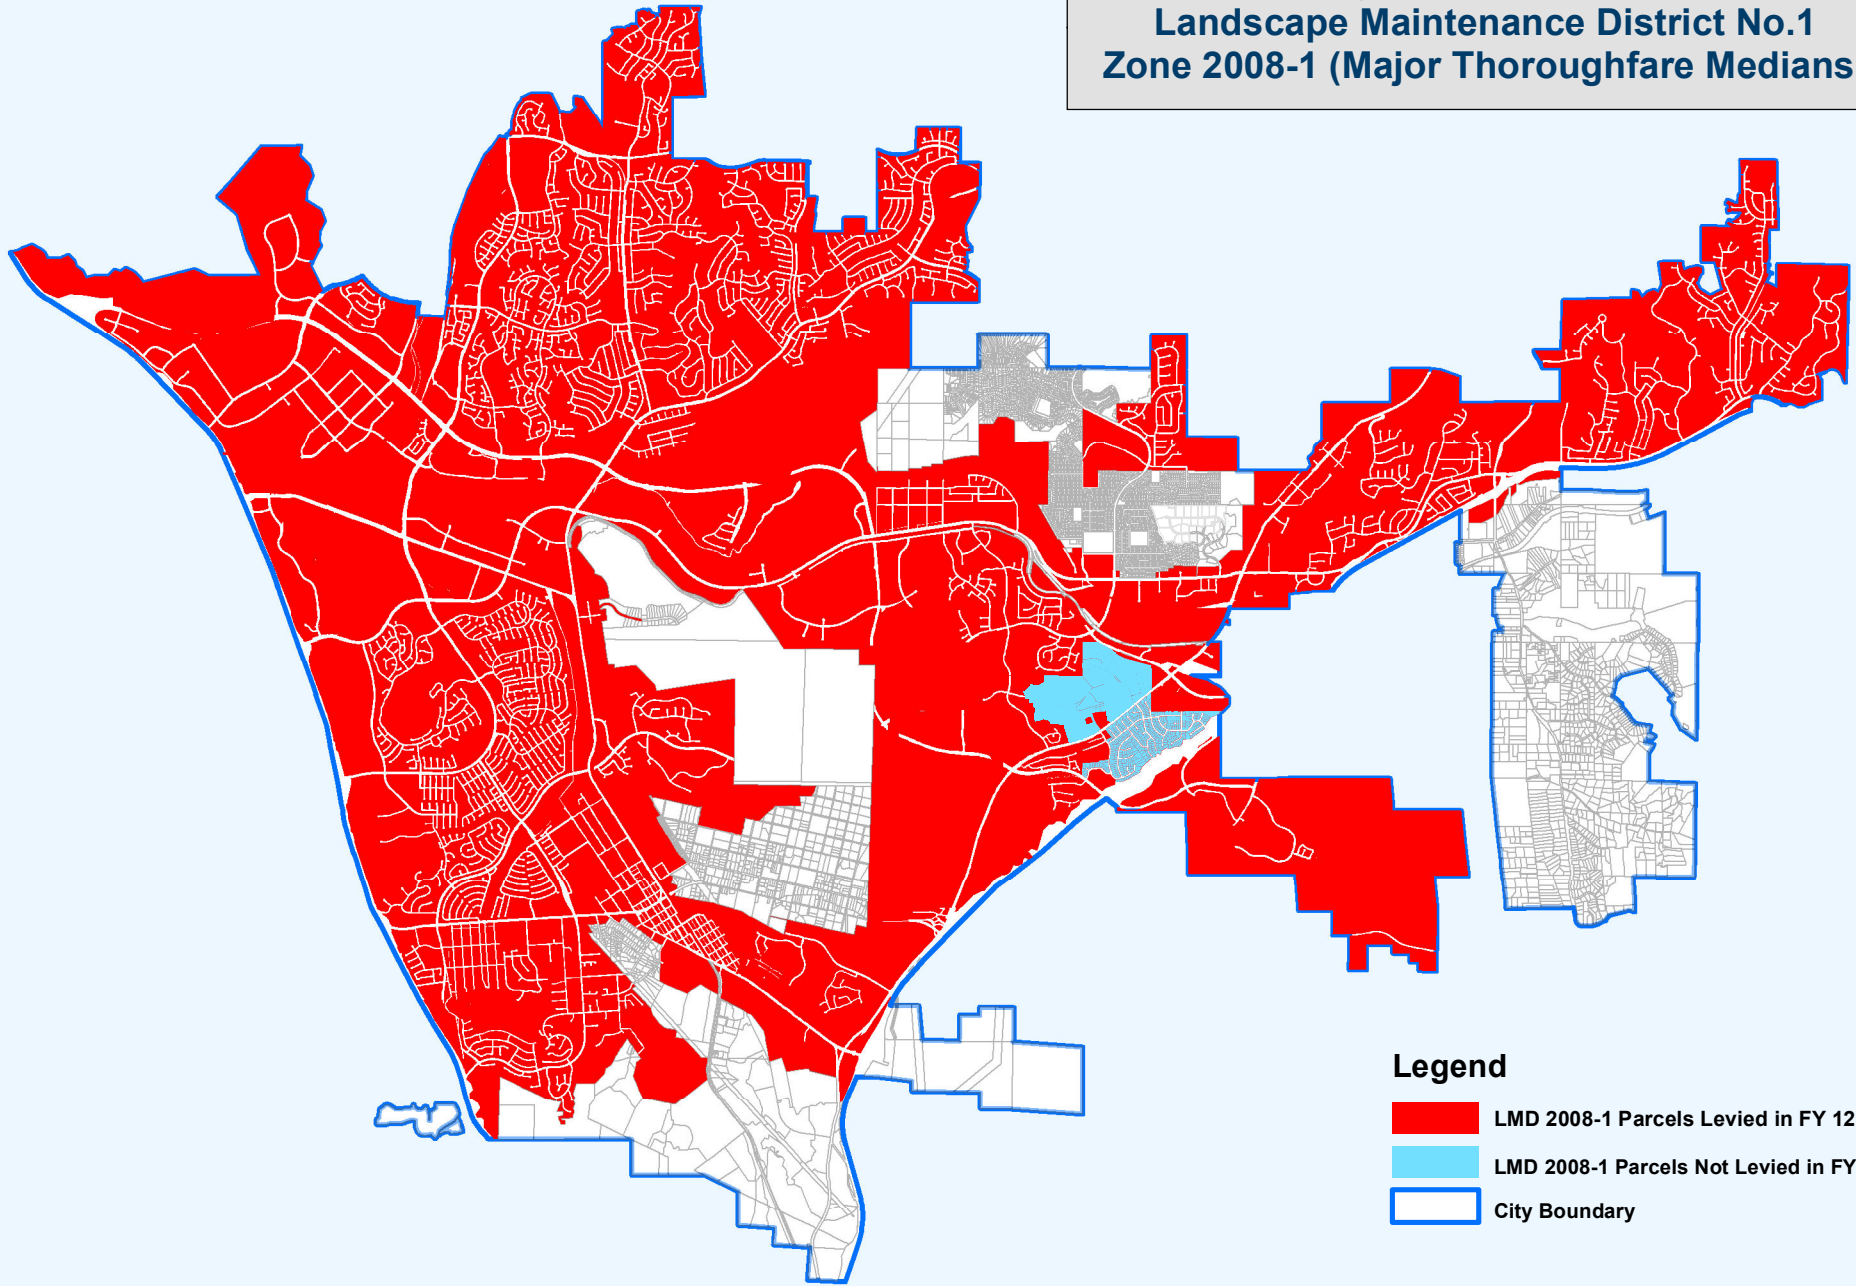 Landscape Maintenance District No.1
Zone 2008-1 (Major Thoroughfare Medians
Legend
LMD 2008-1 Parcels Levied in FY 12
LMD 2008-1 Parcels Not Levied in FY
City Boundary